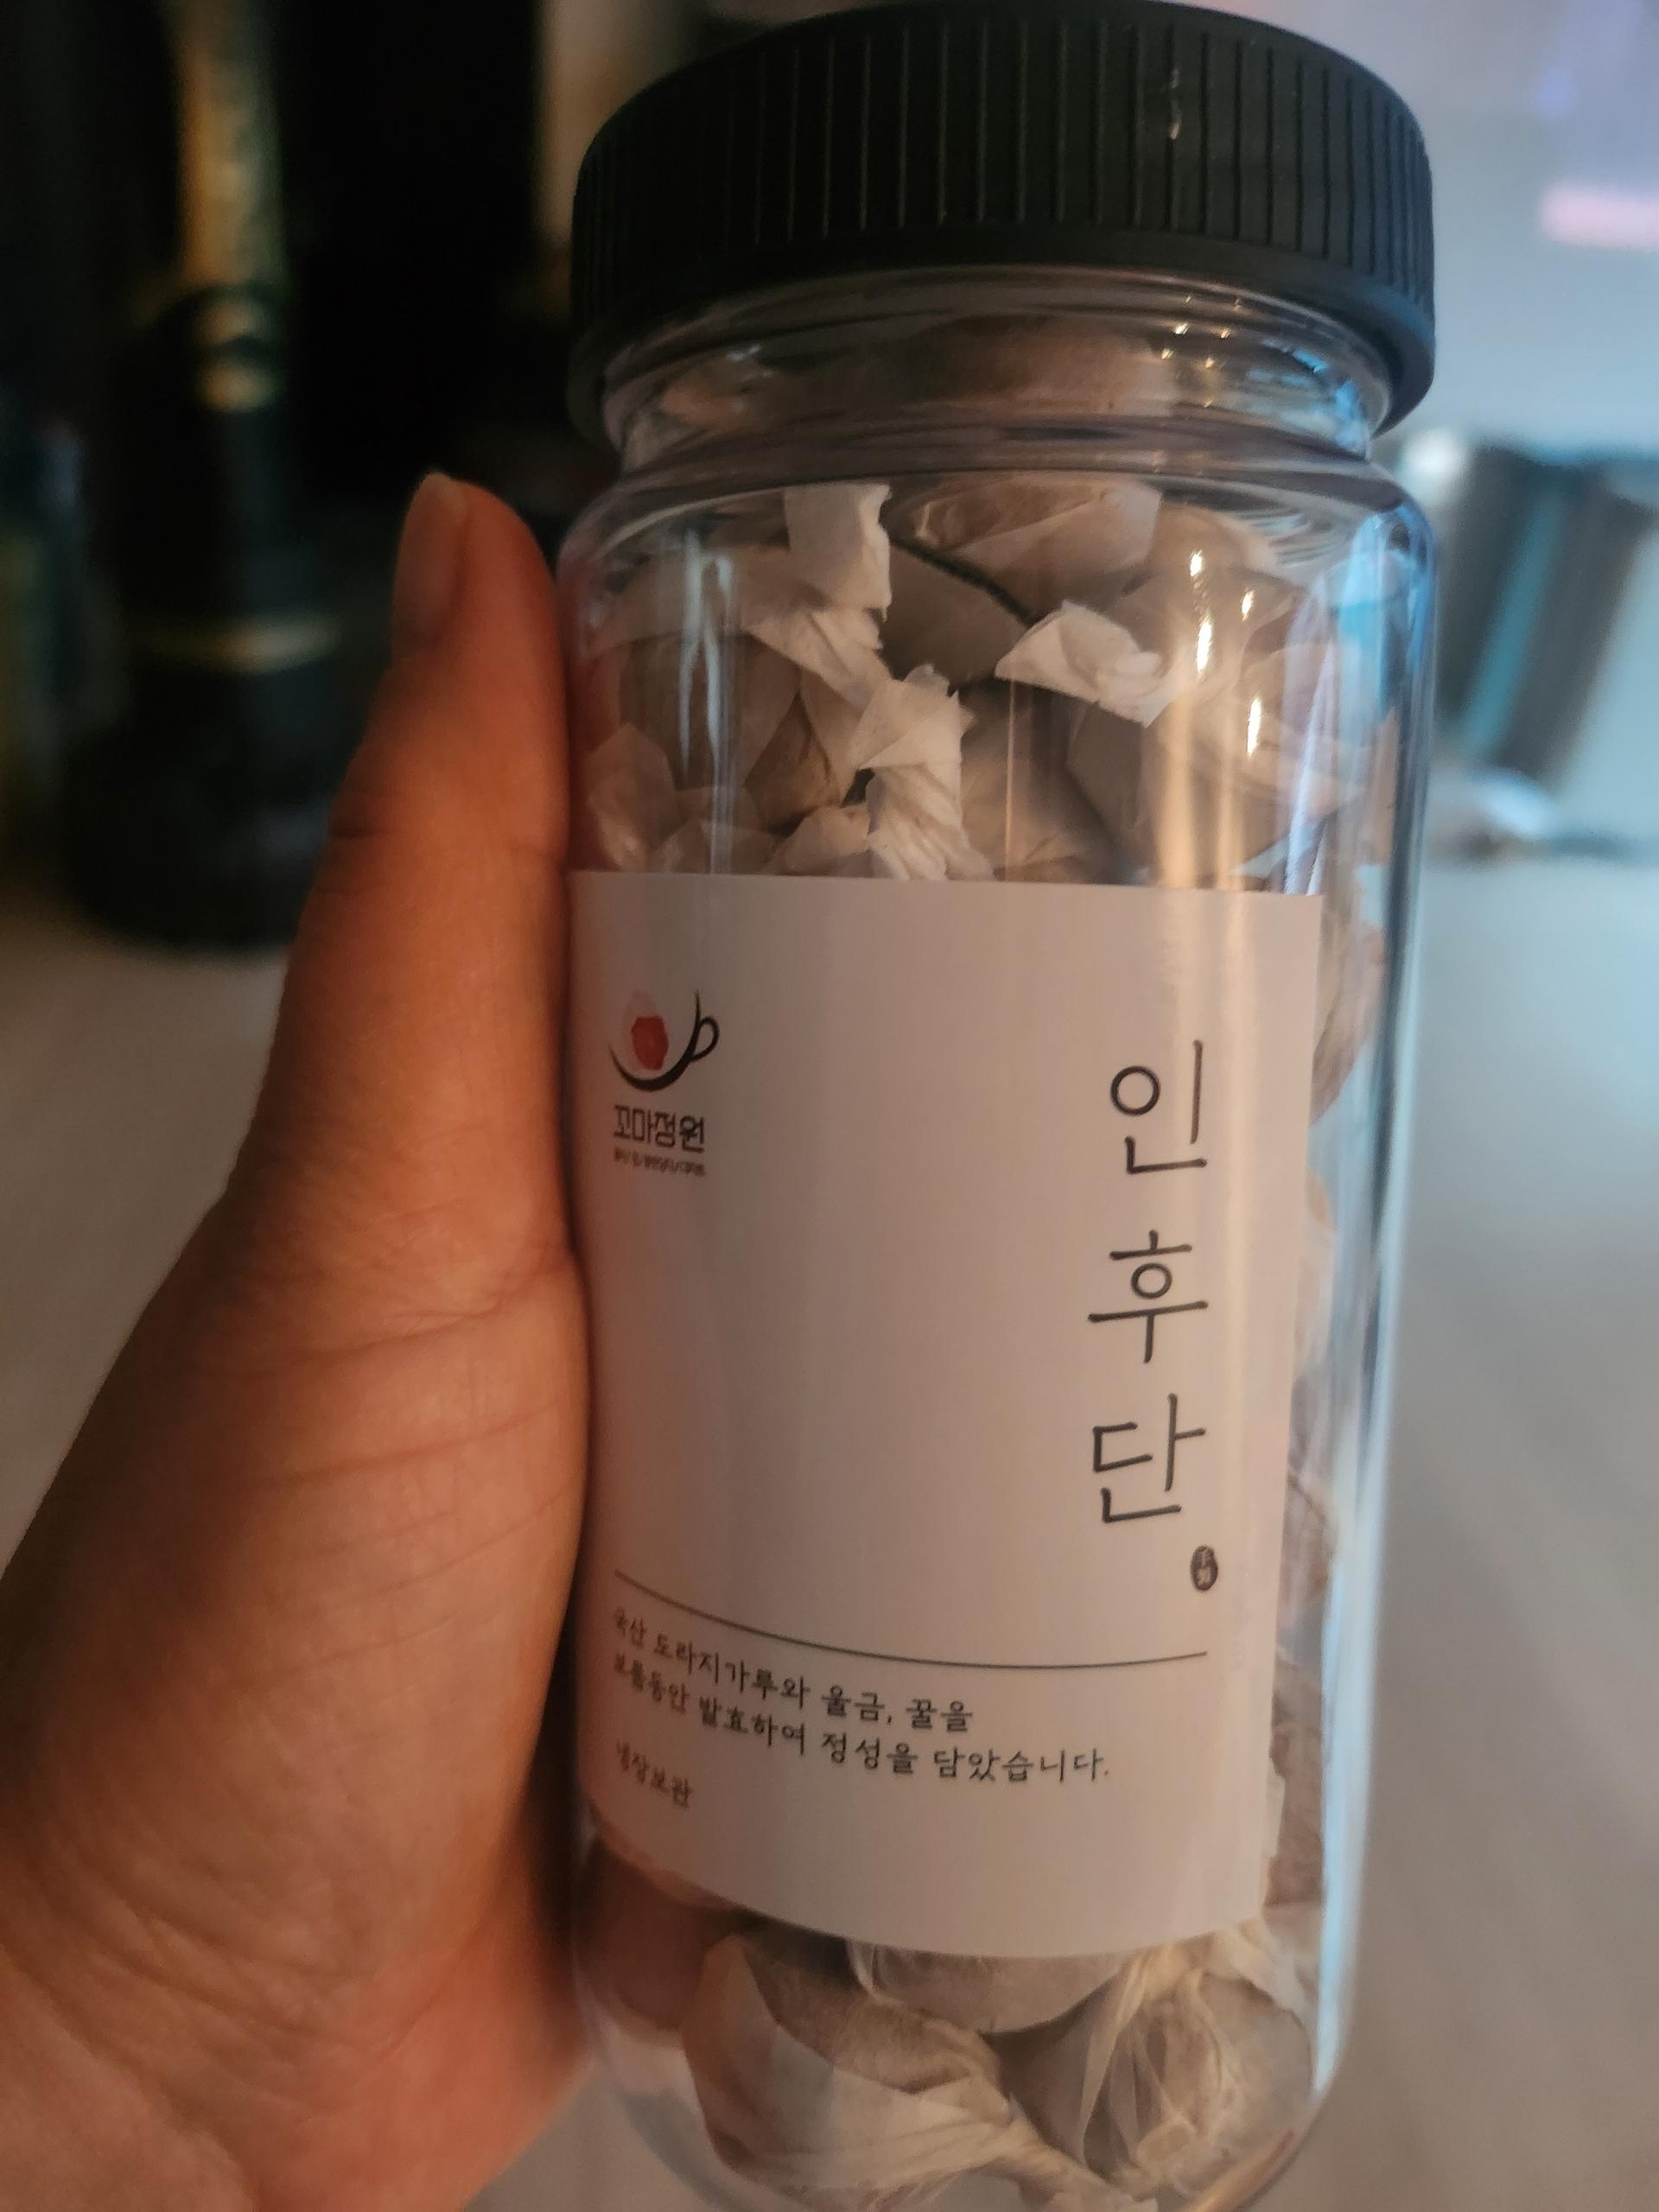 꼬마정원
인후단
국산 도라지가루와 울금, 꿀을
보름동안 발효하여 정성을 담았습니다.
냉장보관